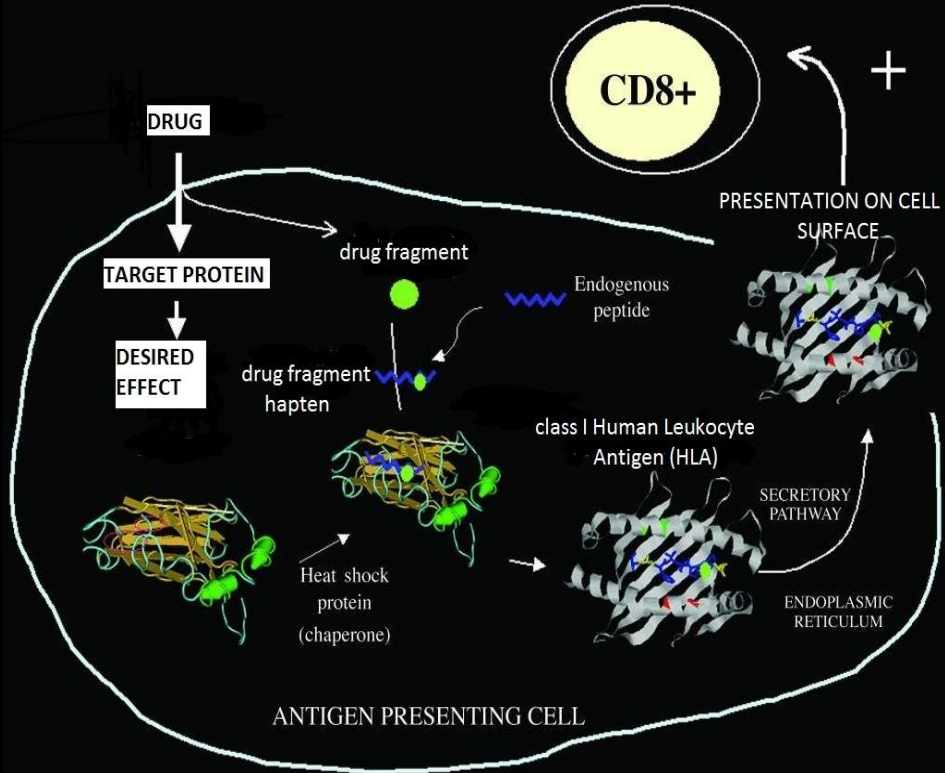 CD8+
+
DRUG
PRESENTATION ON CELL
SURFACE
drug fragment
TARGET PROTEIN
Endogenous
peptide
DESIRED
EFFECT
drug fragment
hapten
class I Human Leukocyte
Antigen (HLA)
SECRETORY
PATHWAY
Heat shock
protein
(chaperone)
ENDOPLASMIC
RETICULUM
ANTIGEN PRESENTING CELL